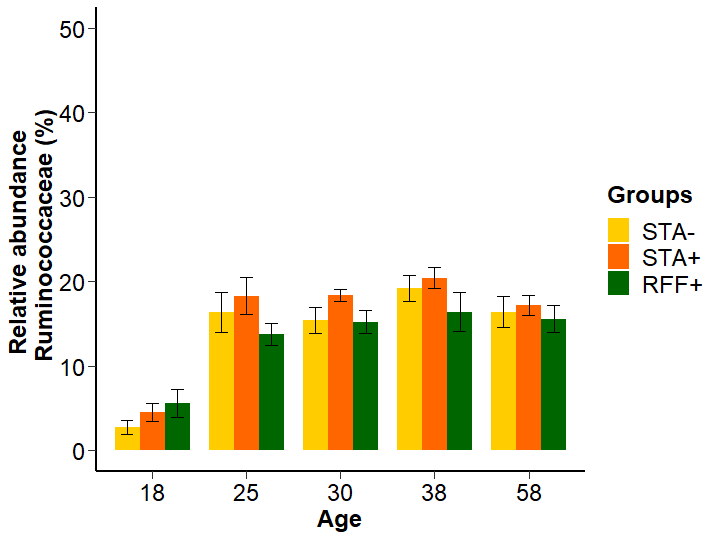 Relative abundance
Ruminococcaceae (%)
50
40
30
20
10
0
18 25 30 38 58
Age
Groups
STA-
STA+
RFF+